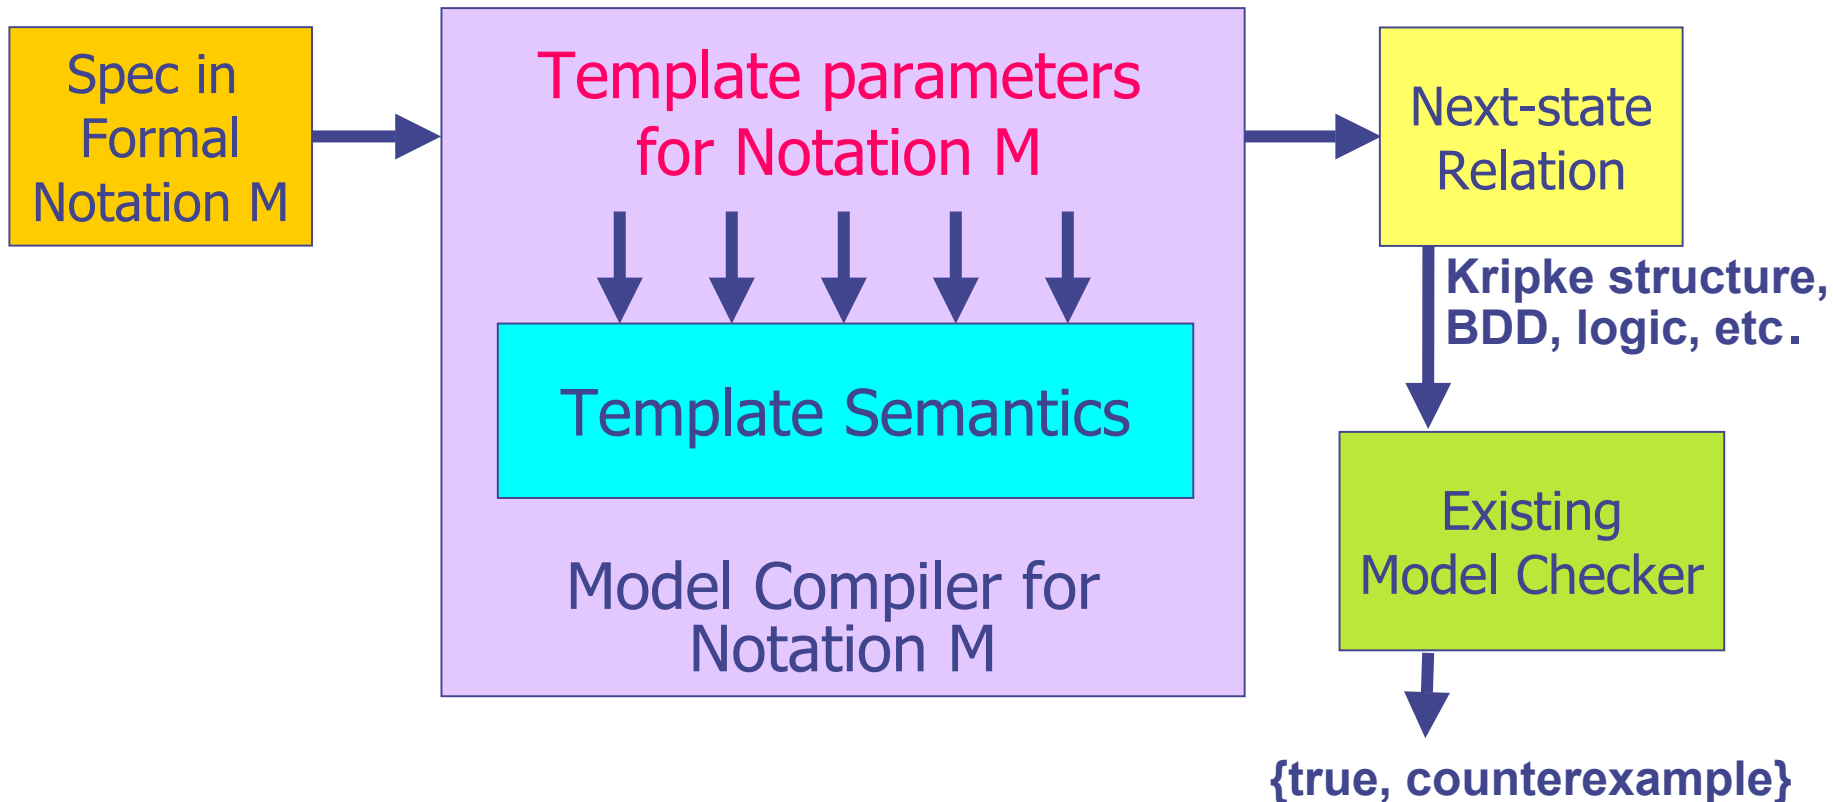 Spec in
Formal
Notation M
Template parameters
for Notation M
Template Semantics
Model Compiler for
Notation M
Next-state
Relation
Kripke structure,
BDD, logic, etc.
Existing
Model Checker
{true, counterexample}